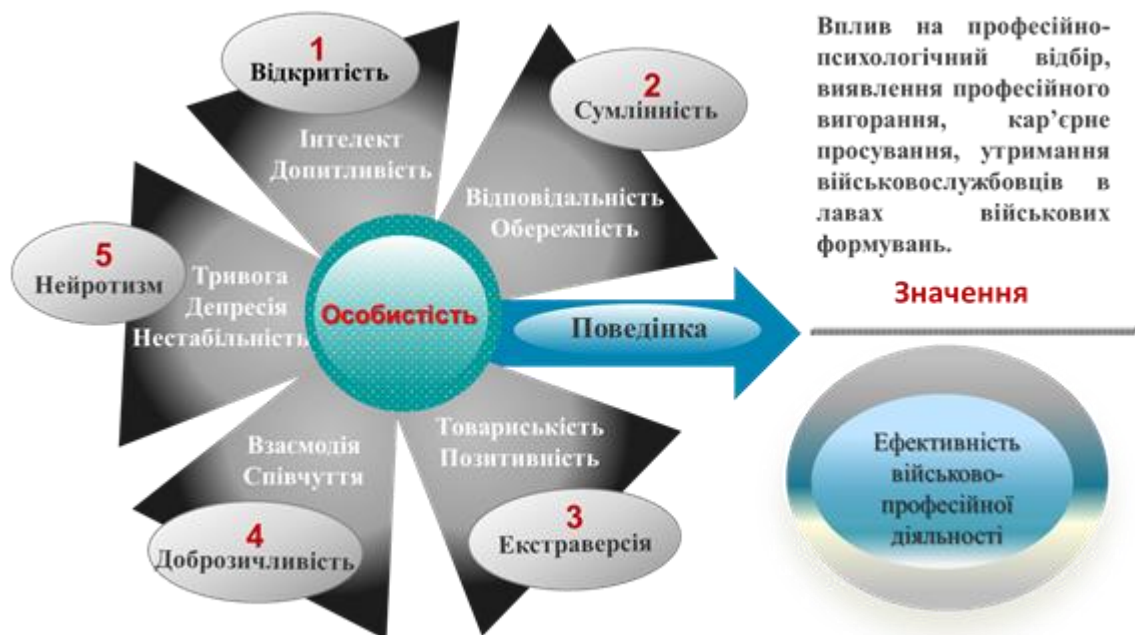 1
Відкритість
Інтелект
Допитливість
2
Сумлінність
Відповідальність
Обережність
5
Нейротизм
Тривога
Депресія
Нестабільність
Особистість
Поведінка
Взаємодія
Співчуття
4
Доброзичливість
Товариськість
Позитивність
3
Екстраверсія
Вплив на професійно-
психологічний відбір,
виявлення професійного
вигорання, кар’єрне
просування, утримання
військовослужбовців в
лавах військових
формувань.
Значення
Ефективність
військово-
професійної
діяльності